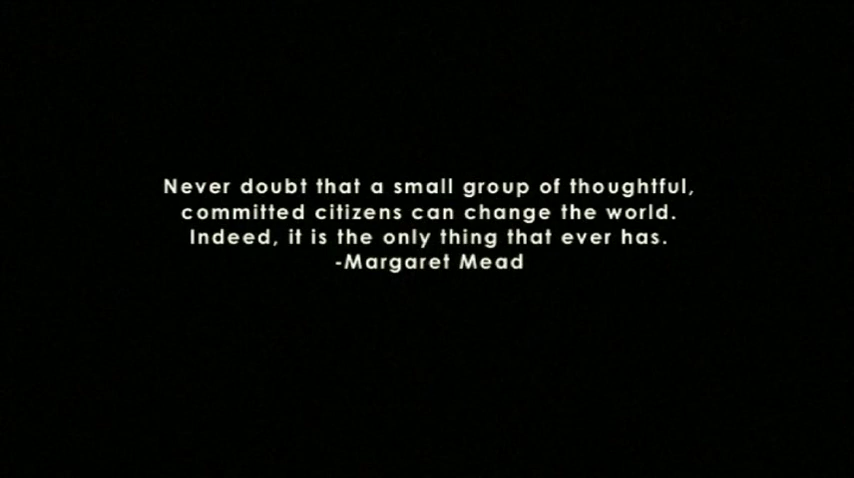 Never doubt that a small group of thoughtful,
committed citizens can change the world.
Indeed, it is the only thing that ever has.
-Margaret Mead